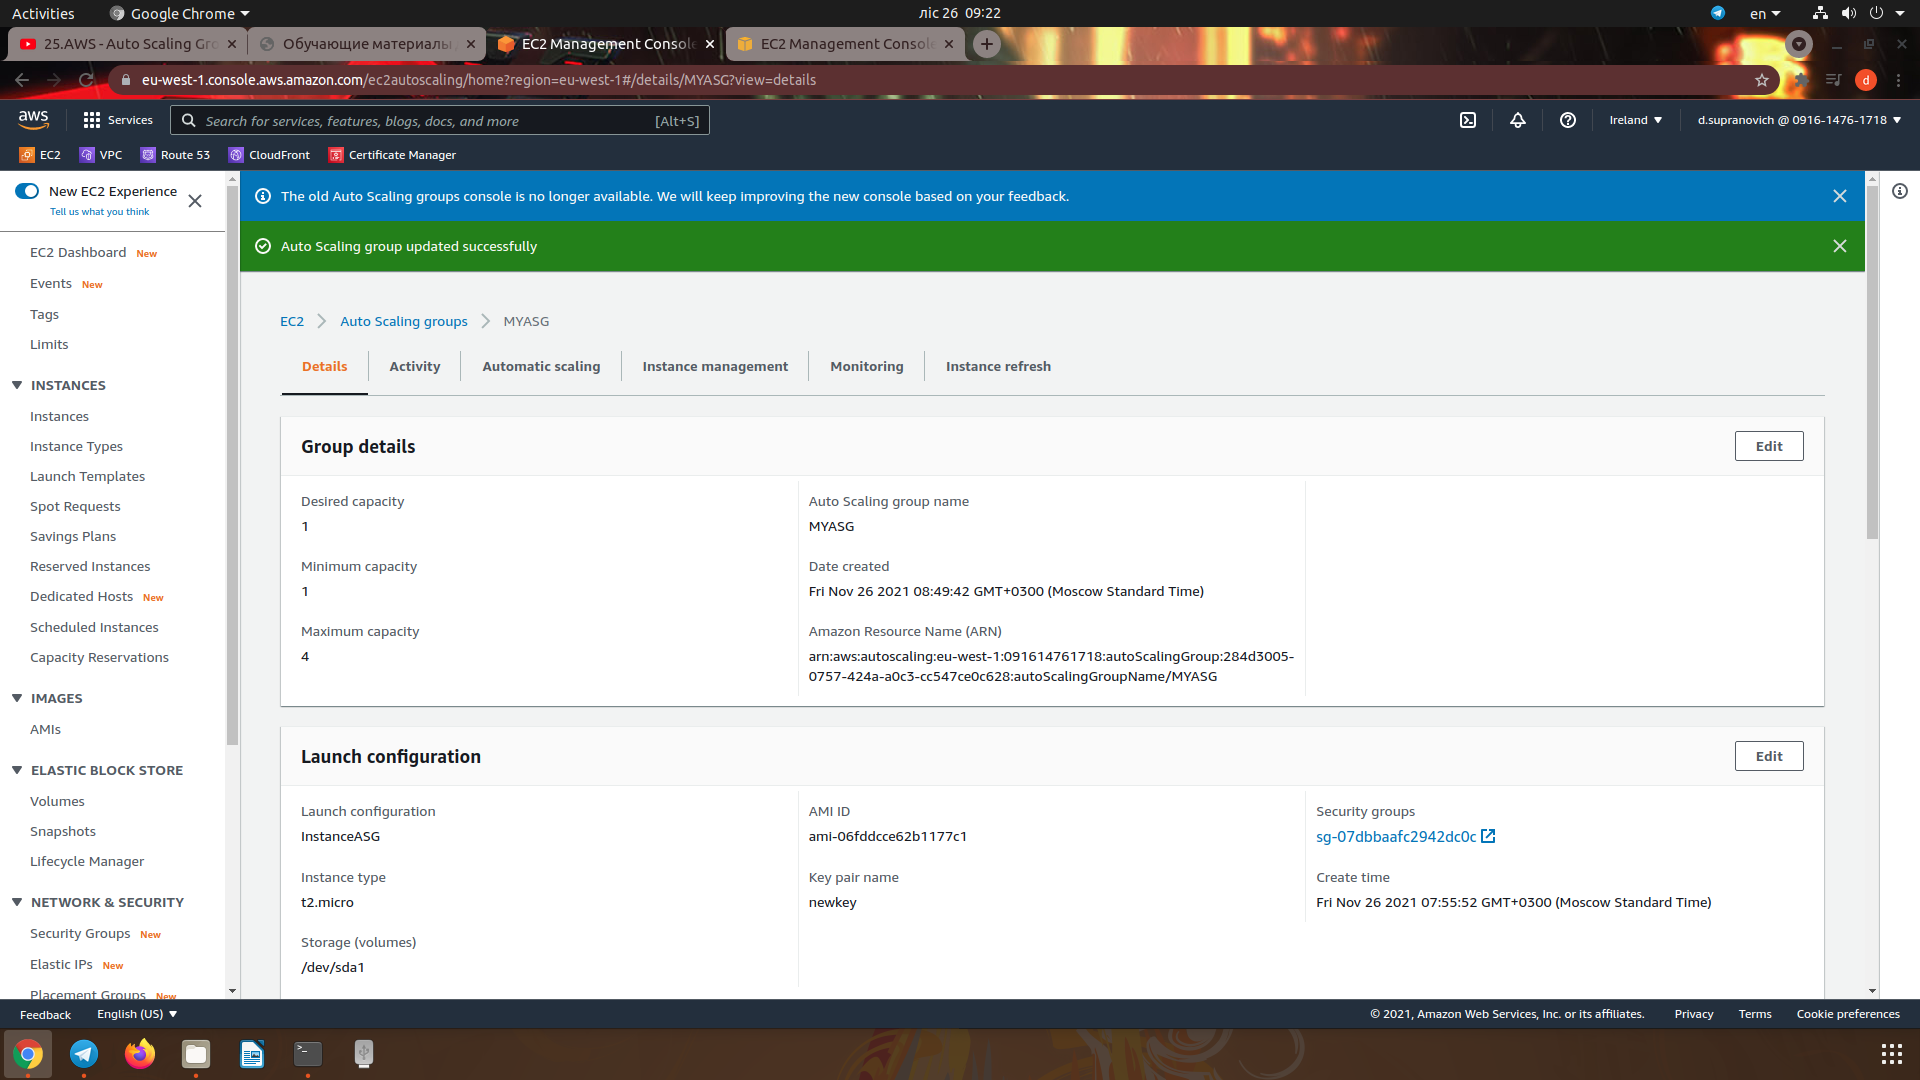 Activities
Google Chrome
ліс 26 09:22
en
25.AWS - Auto Scaling Gro
Обучающие материалы
EC2 Management Console
EC2 Management Console
eu-west-1.console.aws.amazon.com/ec2autoscaling/home?region=eu-west-1#/details/MYASG?view=details
d
aws
Services
Search for services, features, blogs, docs, and more
[Alt+S]
Ireland
d.supranovich @ 0916-1476-1718
EC2
VPC
Route 53
CloudFront
Certificate Manager
New EC2 Experience
Tell us what you think
EC2 Dashboard New
Events New
Tags
Limits
INSTANCES
Instances
Instance Types
Launch Templates
Spot Requests
Savings Plans
Reserved Instances
Dedicated Hosts New
Scheduled Instances
Capacity Reservations
IMAGES
AMIs
ELASTIC BLOCK STORE
Volumes
Snapshots
Lifecycle Manager
NETWORK & SECURITY
Security Groups New
Elastic IPs New
Placement Groups New
The old Auto Scaling groups console is no longer available. We will keep improving the new console based on your feedback.
Auto Scaling group updated successfully
EC2
Auto Scaling groups
MYASG
Details
Activity
Automatic scaling
Instance management
Monitoring
Instance refresh
Group details
Edit
Desired capacity
1
Minimum capacity
1
Maximum capacity
4
Auto Scaling group name
MYASG
Date created
Fri Nov 26 2021 08:49:42 GMT+0300 (Moscow Standard Time)
Amazon Resource Name (ARN)
arn:aws:autoscaling:eu-west-1:091614761718:autoScalingGroup:284d3005-
0757-424a-a0c3-cc547ce0c628:autoScalingGroupName/MYASG
Launch configuration
Edit
Launch configuration
InstanceASG
Instance type
t2.micro
Storage (volumes)
/dev/sda1
AMI ID
ami-06fddcce62b1177c1
Key pair name
newkey
Security groups
sg-07dbbaafc2942dc0c
Create time
Fri Nov 26 2021 07:55:52 GMT+0300 (Moscow Standard Time)
Feedback
English (US)
© 2021, Amazon Web Services, Inc. or its affiliates.
Privacy
Terms
Cookie preferences